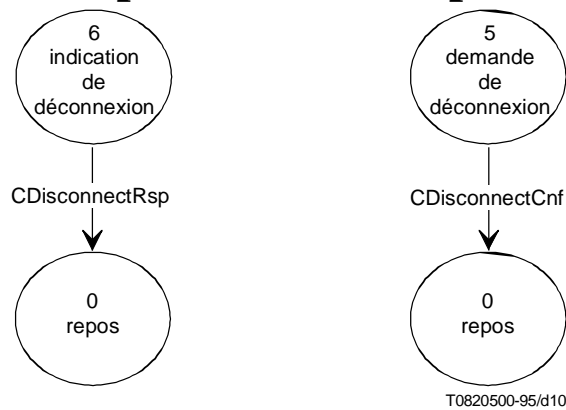 6
indication
de
déconnexion
5
demande
de
déconnexion
CDisconnectRsp
CDisconnectCnf
0
repos
0
repos
T0820500-95/d10